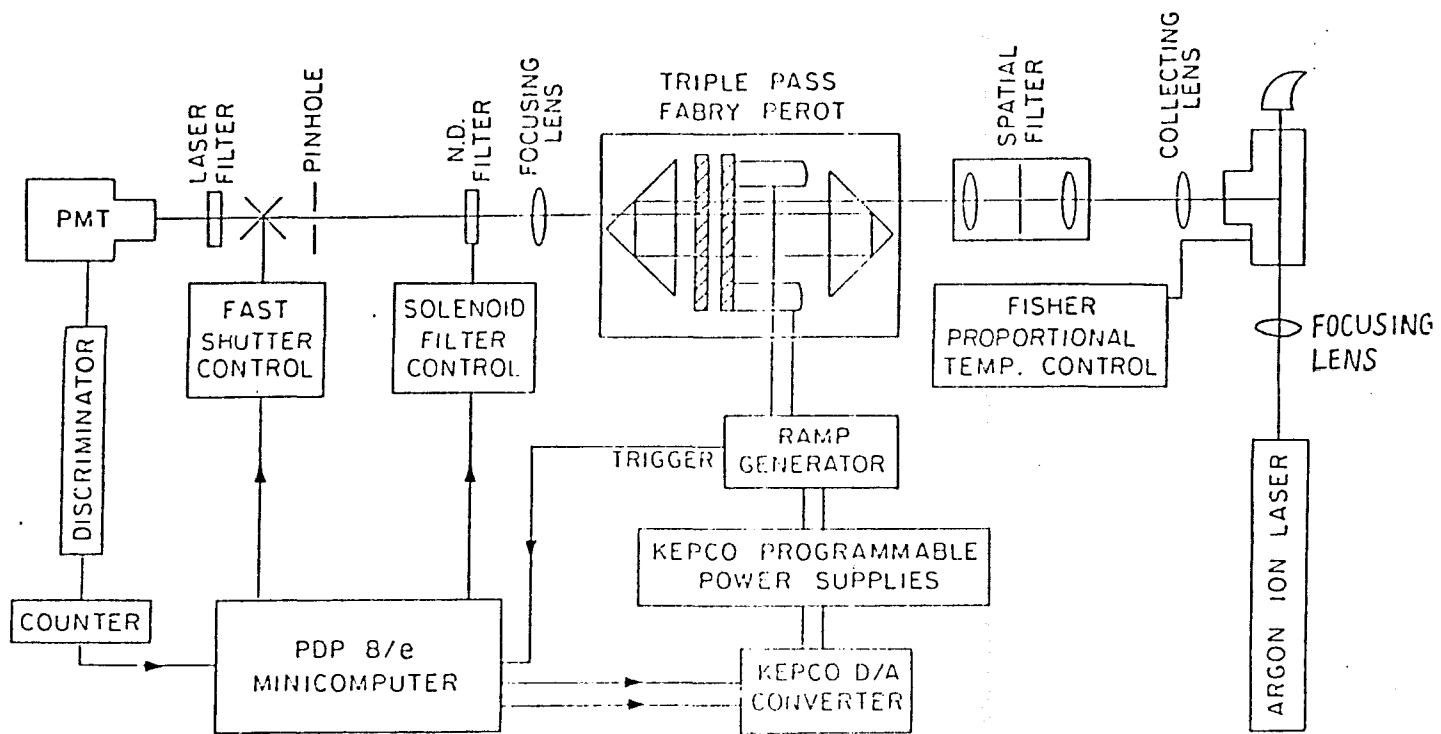 TRIPLE PASS
FABRY PEROT
LASER
FILTER
PINHOLE
N.D.
FILTER
FOCUSING
LENS
SPATIAL
FILTER
COLLECTING
LENS
PMT
FAST
SHUTTER
CONTROL
SOLENOID
FILTER
CONTROL
FISHER
PROPORTIONAL
TEMP. CONTROL
FOCUSING
LENS
DISCRIMINATOR
TRIGGER
RAMP
GENERATOR
KEPCO PROGRAMMABLE
POWER SUPPLIES
ARGON ION LASER
COUNTER
PDP 8/e
MINICOMPUTER
KEPCO D/A
CONVERTER